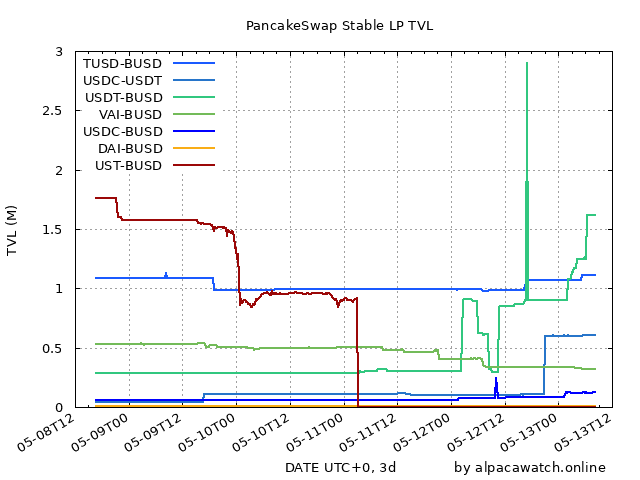 PancakeSwap Stable LP TVL
3
2.5
2
1.5
1
0.5
0
TVL (M)
TUSD-BUSD
USDC-USDT
USDT-BUSD
VAI-BUSD
USDC-BUSD
DAI-BUSD
UST-BUSD
05-08T12
05-09T00
05-09T12
05-10T00
05-10T12
05-11T00
05-11T12
05-12T00
05-12T12
05-13T00
05-13T12
DATE UTC+0, 3d
by alpacawatch.online